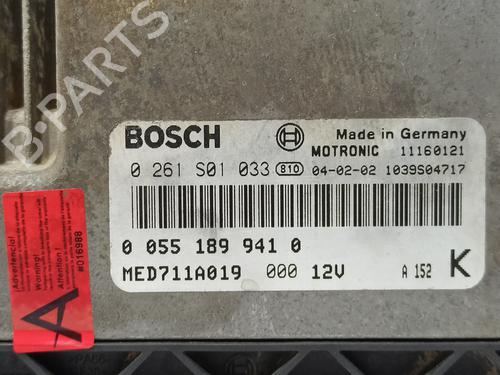 BOSCH
Made in Germany
MOTRONIC 11160121
0 261 S01 033 810 04-02-02 1039S04717
0 055 189 941 0
MED711A019 000 12V A 152 K
B-PARTS
Advertencia!
Warning!
Attention!
#016988
A